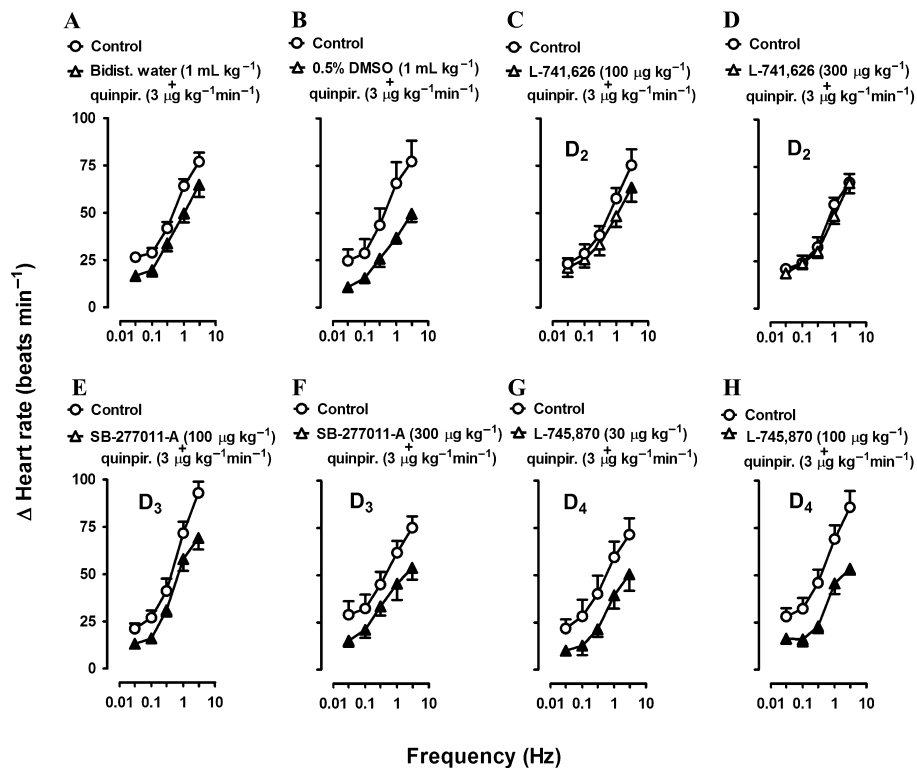 A
Control
Bidist. water (1 mL kg⁻¹)
+
quinpir. (3 μg kg⁻¹min⁻¹)
B
Control
0.5% DMSO (1 mL kg⁻¹)
+
quinpir. (3 μg kg⁻¹min⁻¹)
C
Control
L-741,626 (100 μg kg⁻¹)
+
quinpir. (3 μg kg⁻¹min⁻¹)
D
Control
L-741,626 (300 μg kg⁻¹)
+
quinpir. (3 μg kg⁻¹min⁻¹)
100
75
50
25
0
D₂
D₂
0.01 0.1 1 10
0.01 0.1 1 10
0.01 0.1 1 10
0.01 0.1 1 10
Δ Heart rate (beats min⁻¹)
E
Control
SB-277011-A (100 μg kg⁻¹)
+
quinpir. (3 μg kg⁻¹min⁻¹)
F
Control
SB-277011-A (300 μg kg⁻¹)
+
quinpir. (3 μg kg⁻¹min⁻¹)
G
Control
L-745,870 (30 μg kg⁻¹)
+
quinpir. (3 μg kg⁻¹min⁻¹)
H
Control
L-745,870 (100 μg kg⁻¹)
+
quinpir. (3 μg kg⁻¹min⁻¹)
100
75
50
25
0
D₃
D₃
D₄
D₄
0.01 0.1 1 10
0.01 0.1 1 10
0.01 0.1 1 10
0.01 0.1 1 10
Frequency (Hz)